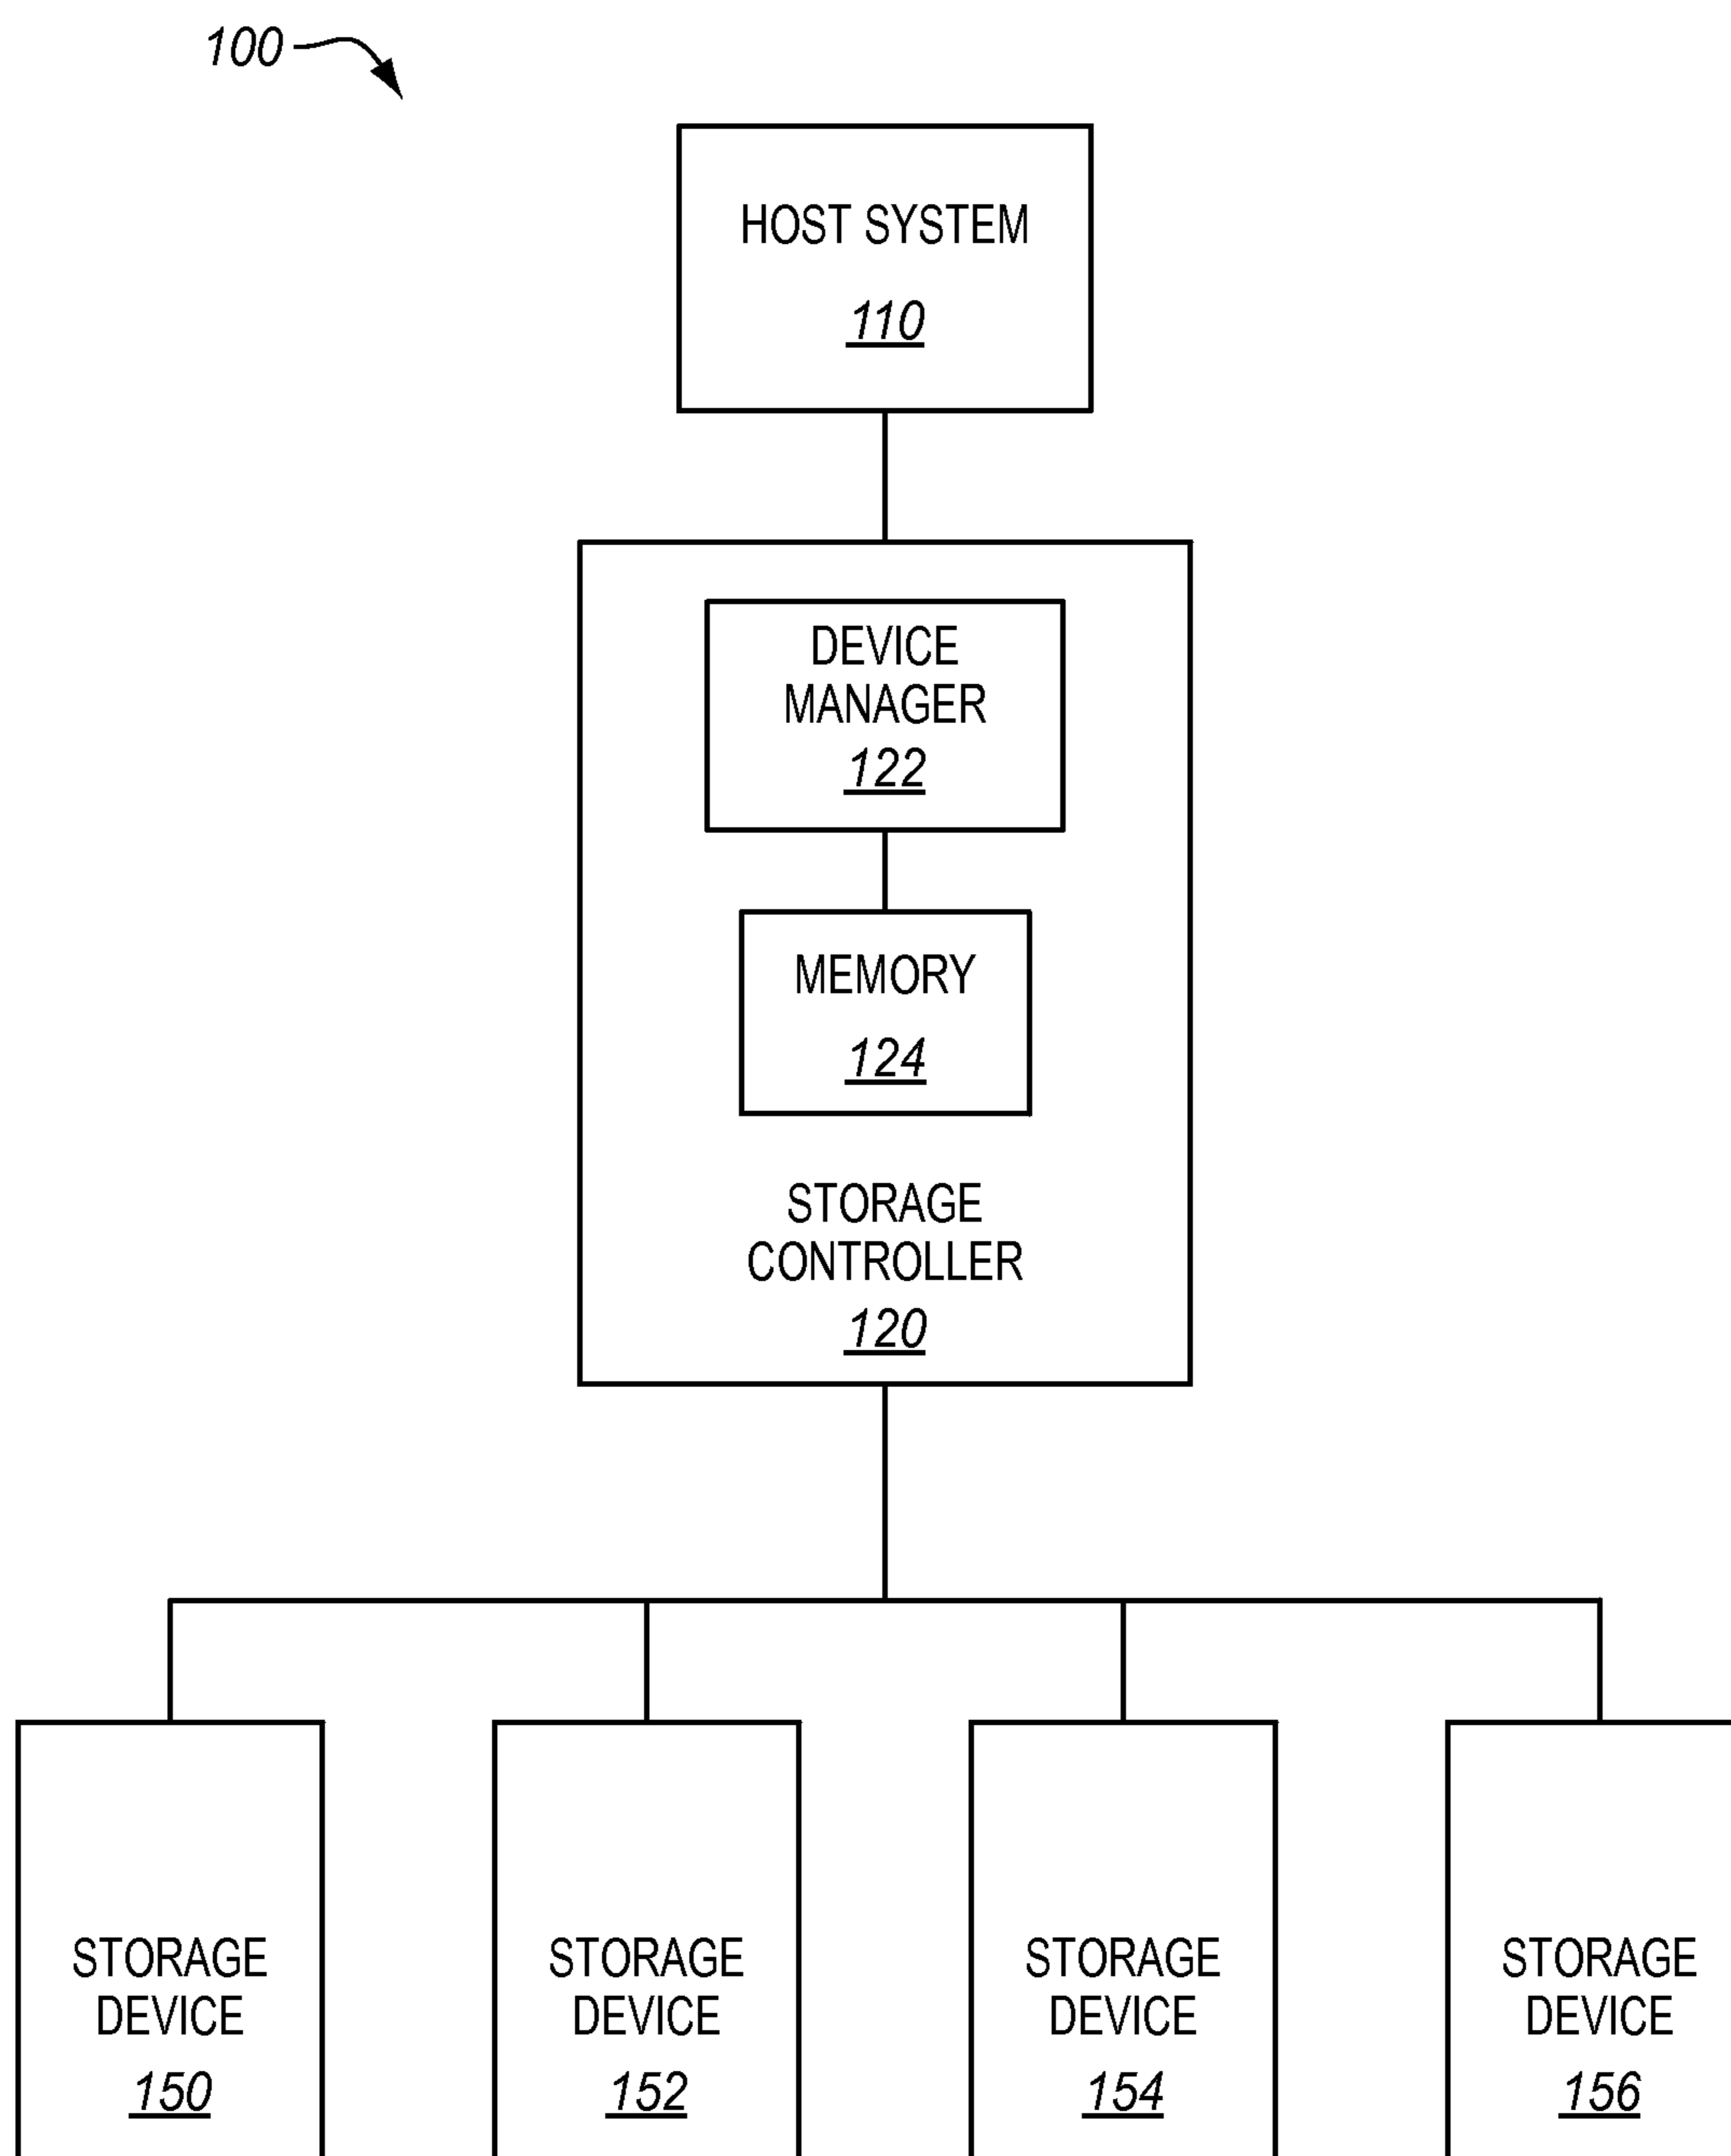 100
HOST SYSTEM
110
DEVICE
MANAGER
122
MEMORY
124
STORAGE
CONTROLLER
120
STORAGE
DEVICE
150
STORAGE
DEVICE
152
STORAGE
DEVICE
154
STORAGE
DEVICE
156